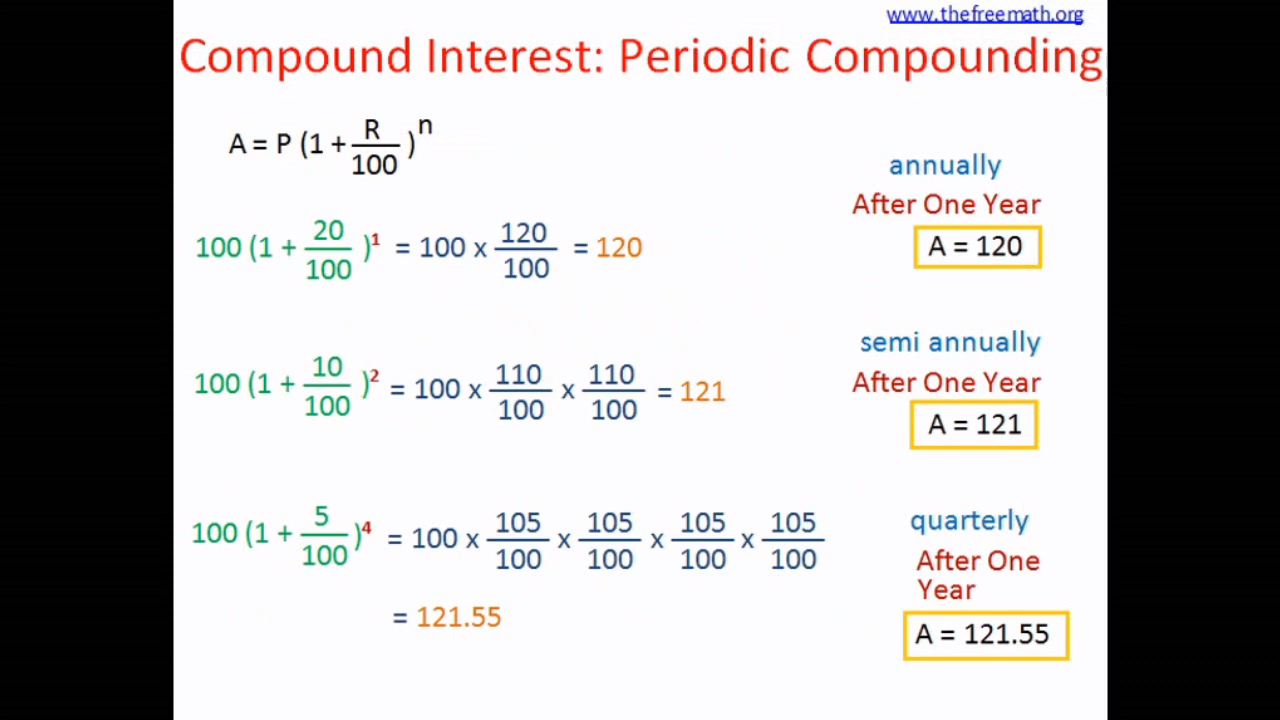 www.thefreemath.org
Compound Interest: Periodic Compounding
A = P (1 + R/100)^n
annually
After One Year
100 (1 + 20/100)^1 = 100 x 120/100 = 120
A = 120
semi annually
After One Year
100 (1 + 10/100)^2 = 100 x 110/100 x 110/100 = 121
A = 121
quarterly
After One
Year
100 (1 + 5/100)^4 = 100 x 105/100 x 105/100 x 105/100 x 105/100
= 121.55
A = 121.55